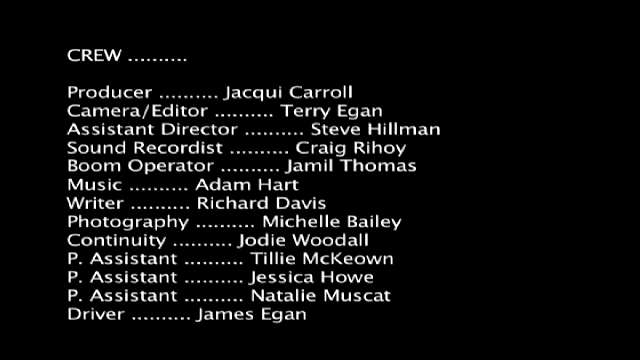 CREW ..........
Producer .......... Jacqui Carroll
Camera/Editor .......... Terry Egan
Assistant Director .......... Steve Hillman
Sound Recordist .......... Craig Rihoy
Boom Operator .......... Jamil Thomas
Music .......... Adam Hart
Writer .......... Richard Davis
Photography .......... Michelle Bailey
Continuity .......... Jodie Woodall
P. Assistant .......... Tillie McKeown
P. Assistant .......... Jessica Howe
P. Assistant .......... Natalie Muscat
Driver .......... James Egan